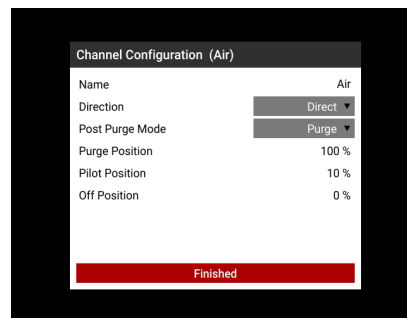 Channel Configuration (Air)
Name Air
Direction Direct
Post Purge Mode Purge
Purge Position 100 %
Pilot Position 10 %
Off Position 0 %
Finished